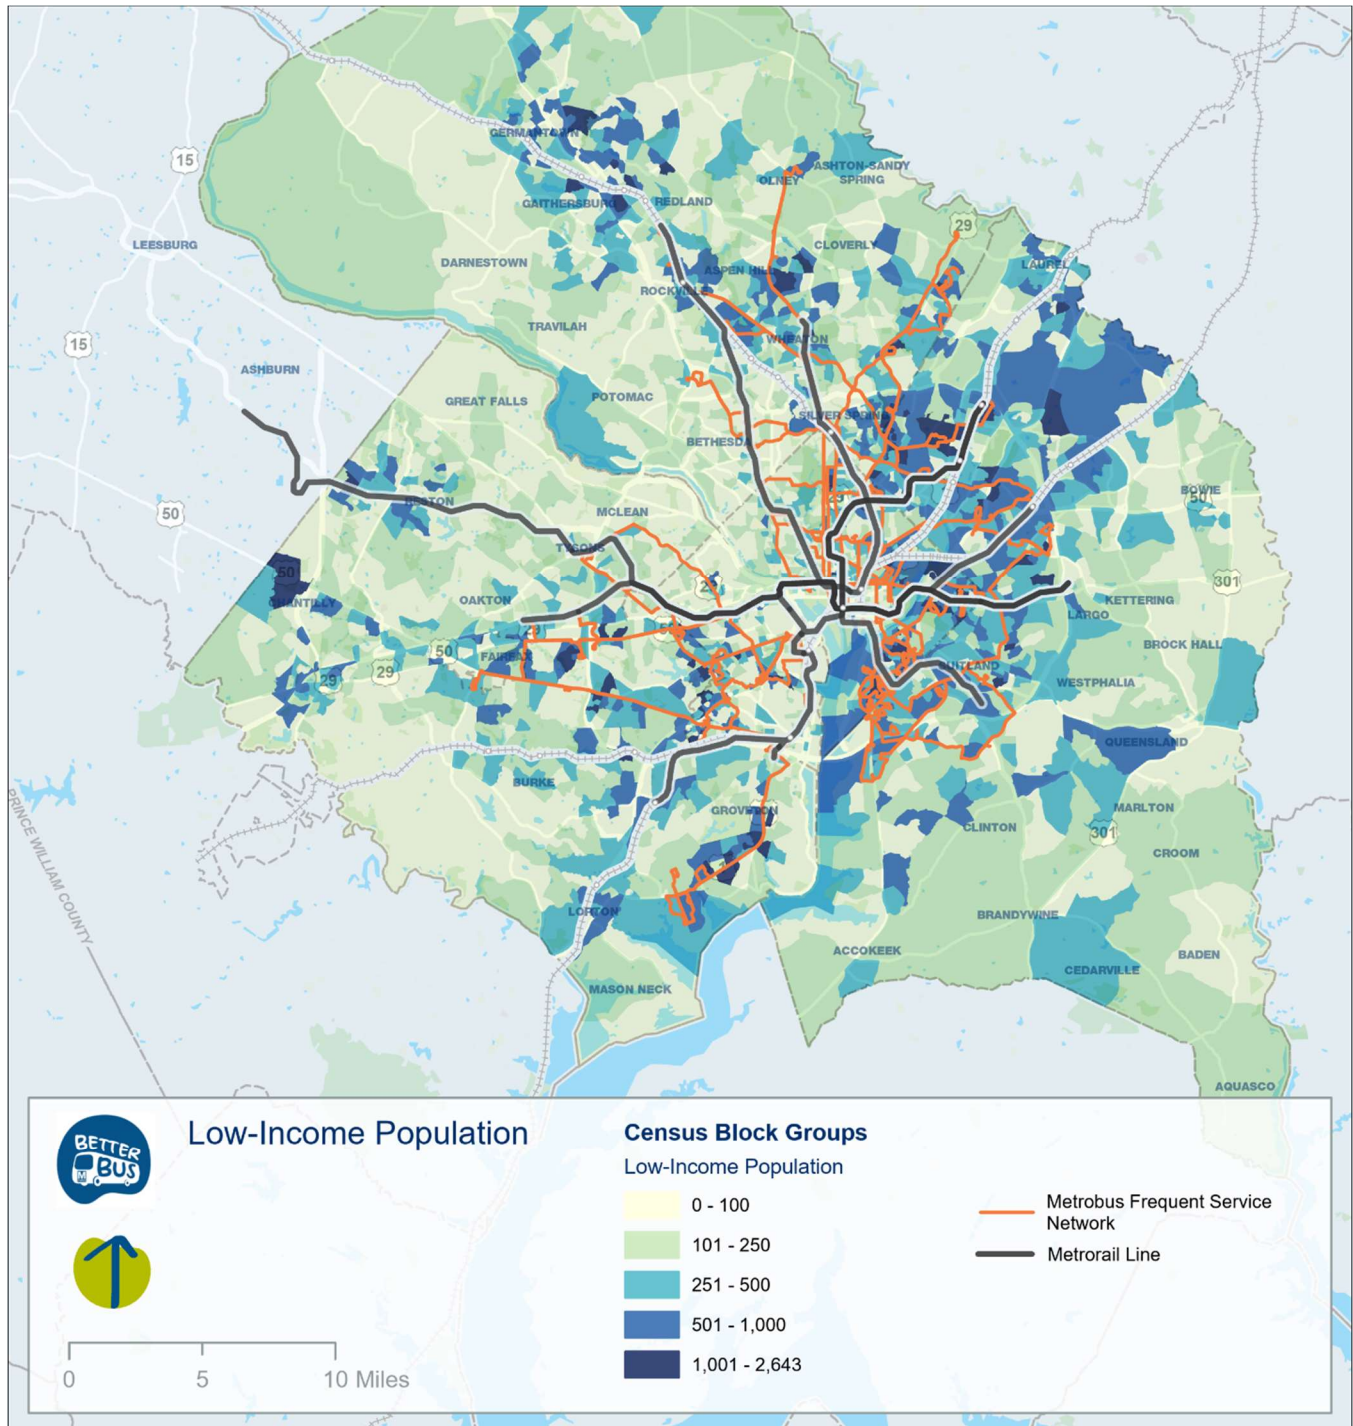 GERMANTOWN
ASHTON-SANDY
SPRING
OLNEY
15
GAITHERSBURG
REDLAND
29
LEESBURG
CLOVERLY
DARNESTOWN
ASPEN HILL
LAUREL
ROCKVILLE
TRAVILAH
15
WHEATON
ASHBURN
GREAT FALLS
POTOMAC
SILVER SPRING
BETHESDA
RESTON
BOWIE
50
50
MCLEAN
29
TYSONS
50
301
CHANTILLY
OAKTON
KETTERING
LARGO
BROCK HALL
50
FAIRFAX
SUITLAND
29
29
WESTPHALIA
QUEENSLAND
BURKE
PRINCE WILLIAM COUNTY
GROVETON
MARLTON
CLINTON
301
CROOM
LORTON
BRANDYWINE
ACCOKEEK
BADEN
CEDARVILLE
MASON NECK
AQUASCO
BETTER
BUS
M
Low-Income Population
Census Block Groups
Low-Income Population
0 - 100
101 - 250
251 - 500
501 - 1,000
1,001 - 2,643
Metrobus Frequent Service
Network
Metrorail Line
0 5 10 Miles